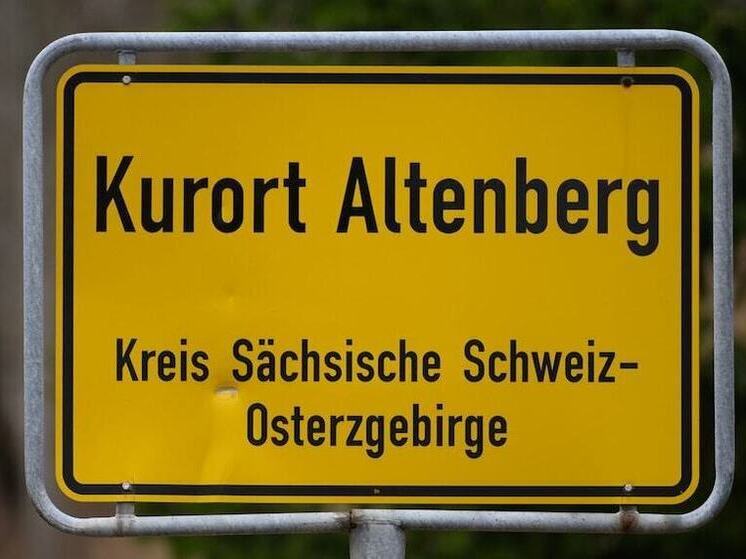 Kurort Altenberg
Kreis Sächsische Schweiz-
Osterzgebirge